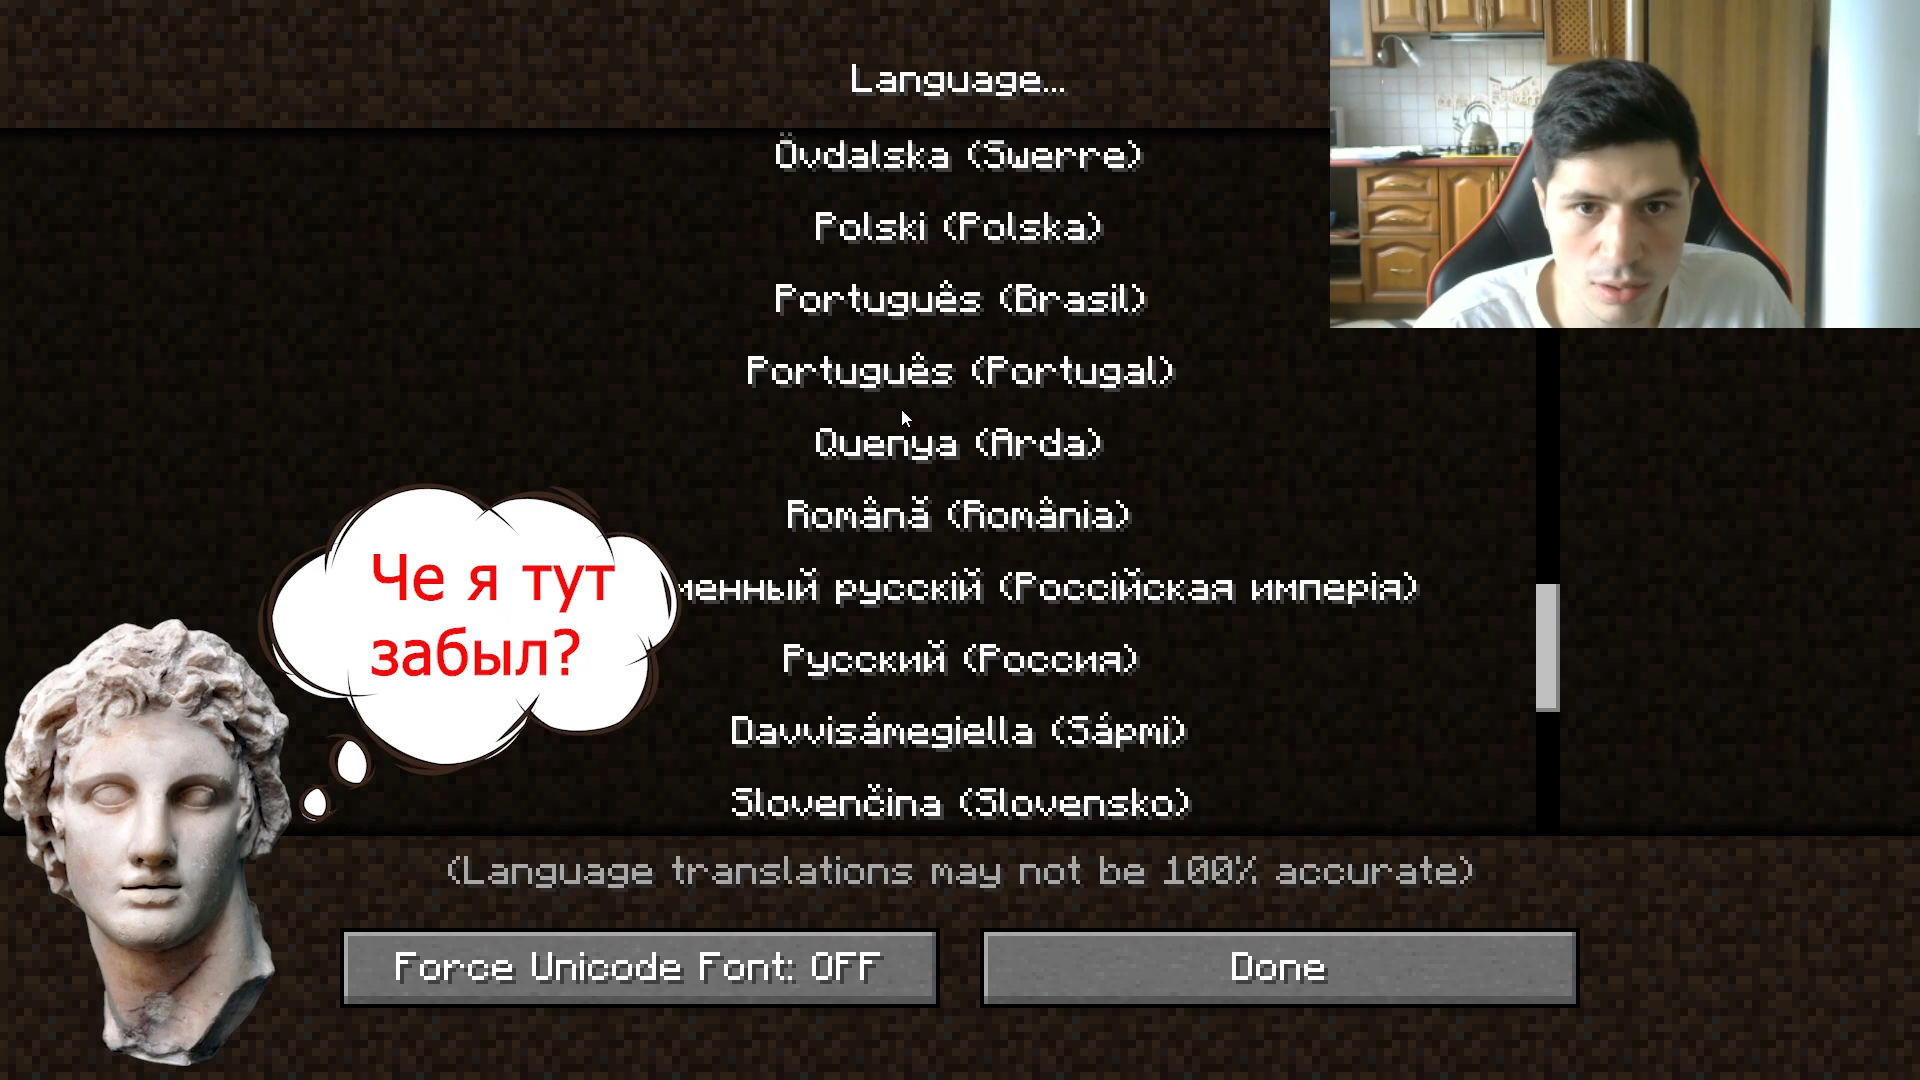 Language...
Övdalska (Swerre)
Polski (Polska)
Português (Brasil)
Português (Portugal)
Quenya (Arda)
Română (România)
менный русскій (Россійская имперія)
Русский (Россия)
Davvisámegiella (Sápmi)
Slovenčina (Slovensko)
Че я тут
забыл?
(Language translations may not be 100% accurate)
Force Unicode Font: OFF
Done